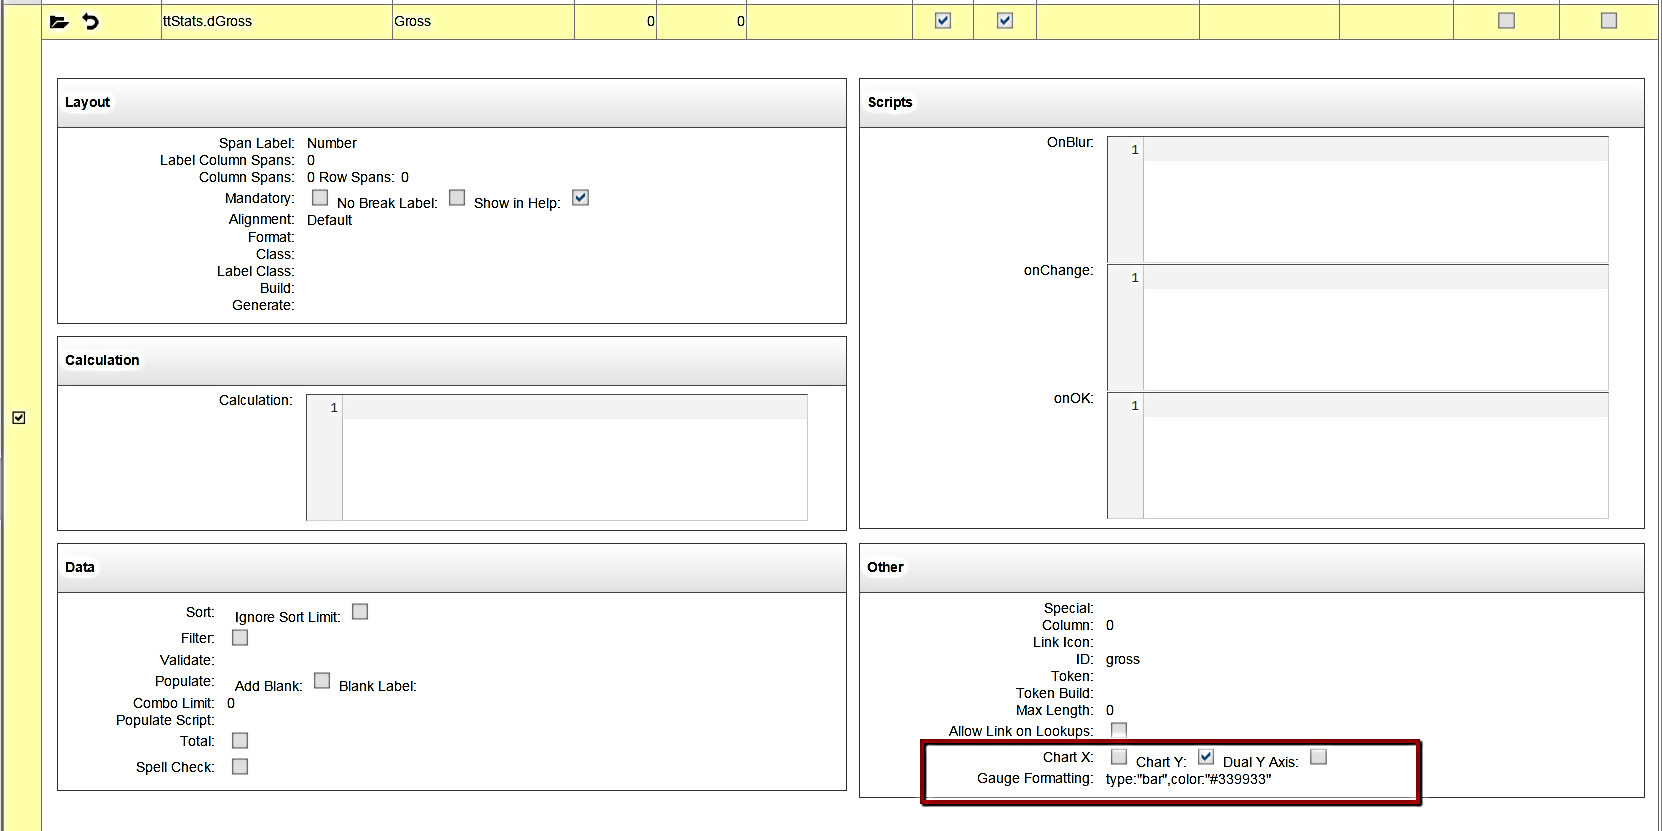 ttStats.dGross Gross 0 0
Layout
Span Label: Number
Label Column Spans: 0
Column Spans: 0 Row Spans: 0
Mandatory: No Break Label: Show in Help:
Alignment: Default
Format:
Class:
Label Class:
Build:
Generate:
Calculation
Calculation: 1
Data
Sort: Ignore Sort Limit:
Filter:
Validate:
Populate: Add Blank: Blank Label:
Combo Limit: 0
Populate Script:
Total:
Spell Check:
Scripts
OnBlur: 1
onChange: 1
onOK: 1
Other
Special:
Column: 0
Link Icon:
ID: gross
Token:
Token Build:
Max Length: 0
Allow Link on Lookups:
Chart X: Chart Y: Dual Y Axis:
Gauge Formatting: type:"bar",color:"#339933"